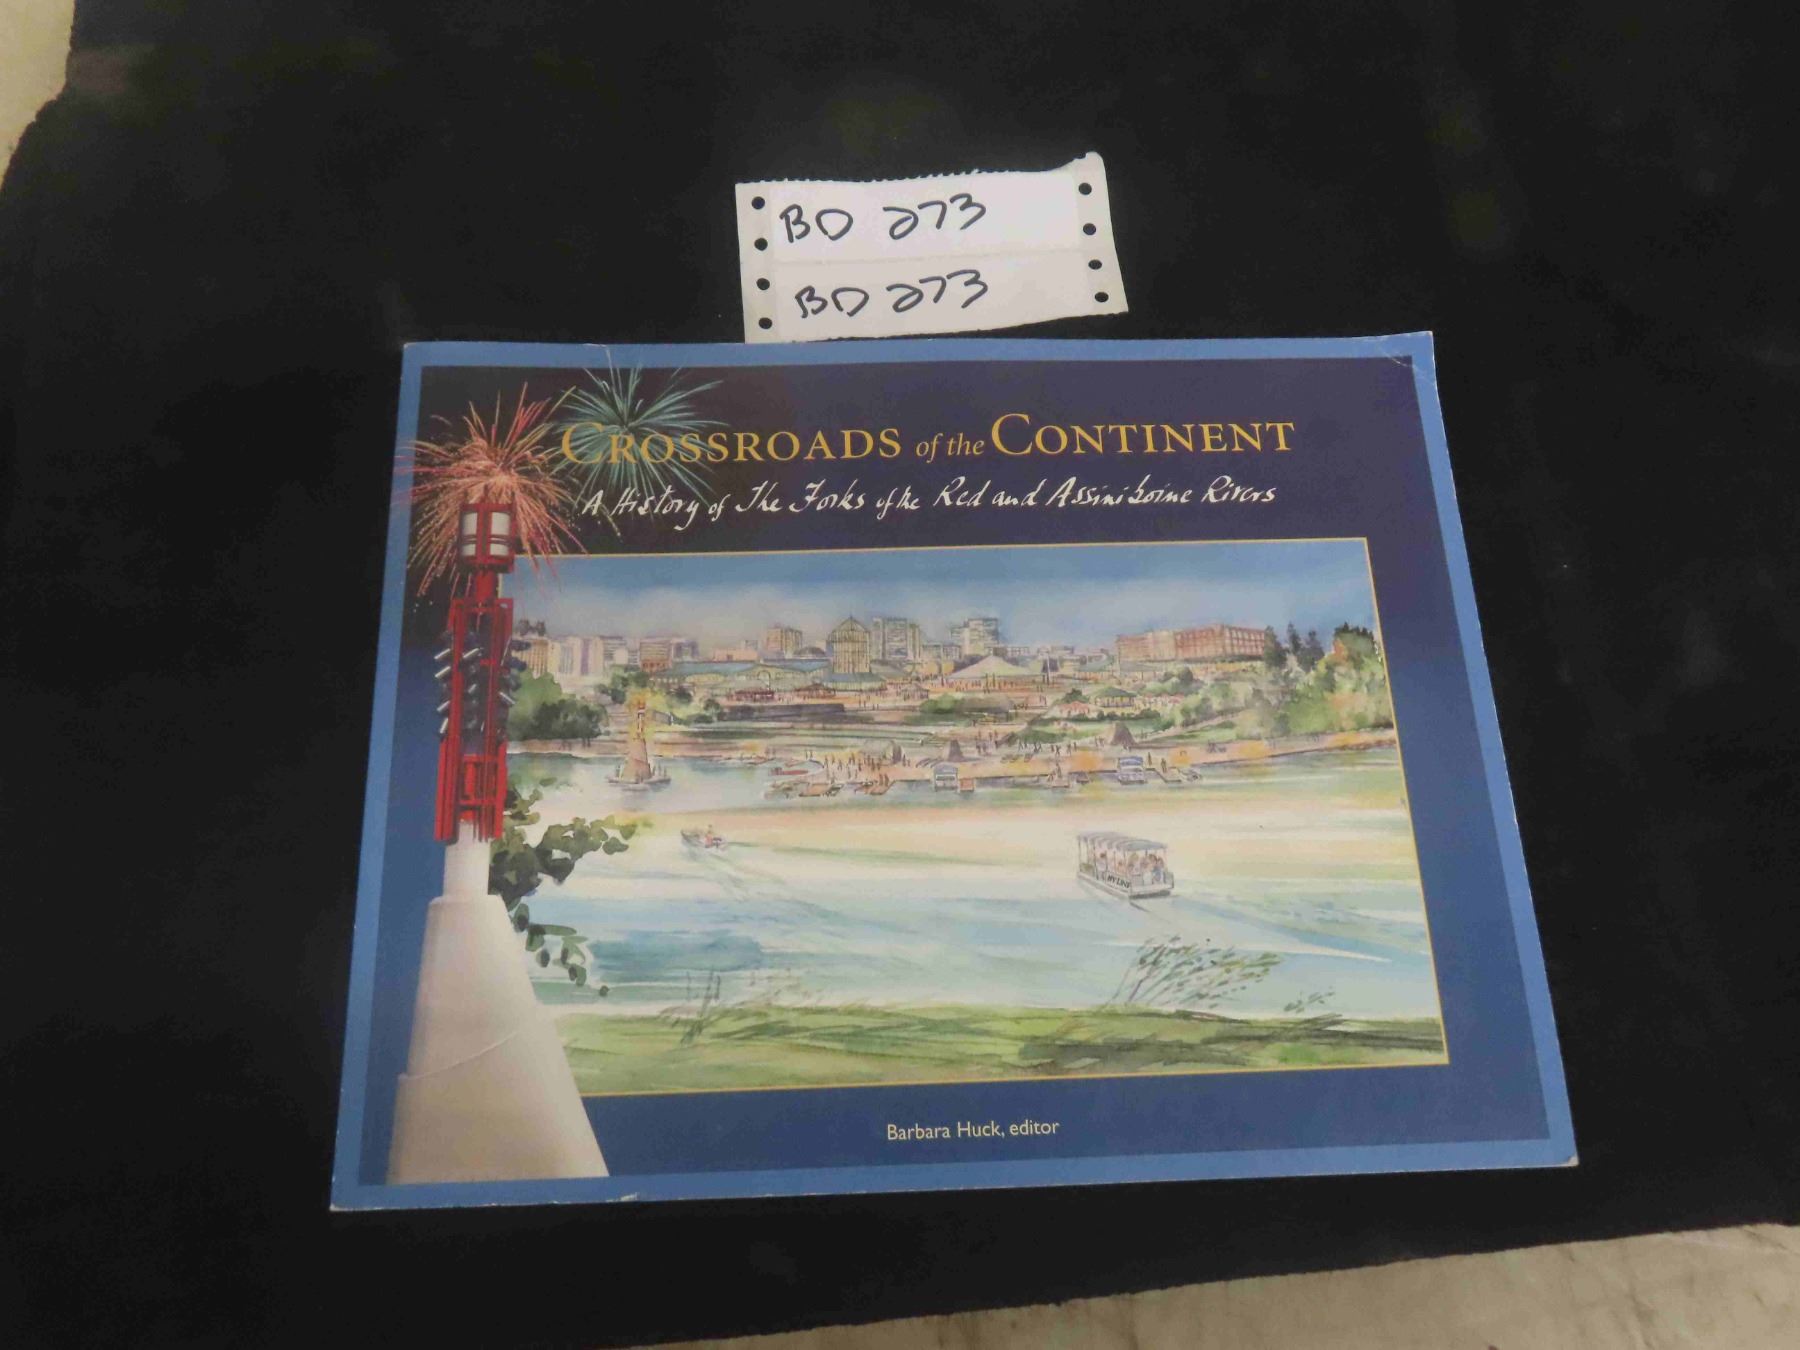 BD 273
BD 273
CROSSROADS of the CONTINENT
A History of The Forks of the Red and Assiniboine Rivers
Barbara Huck, editor